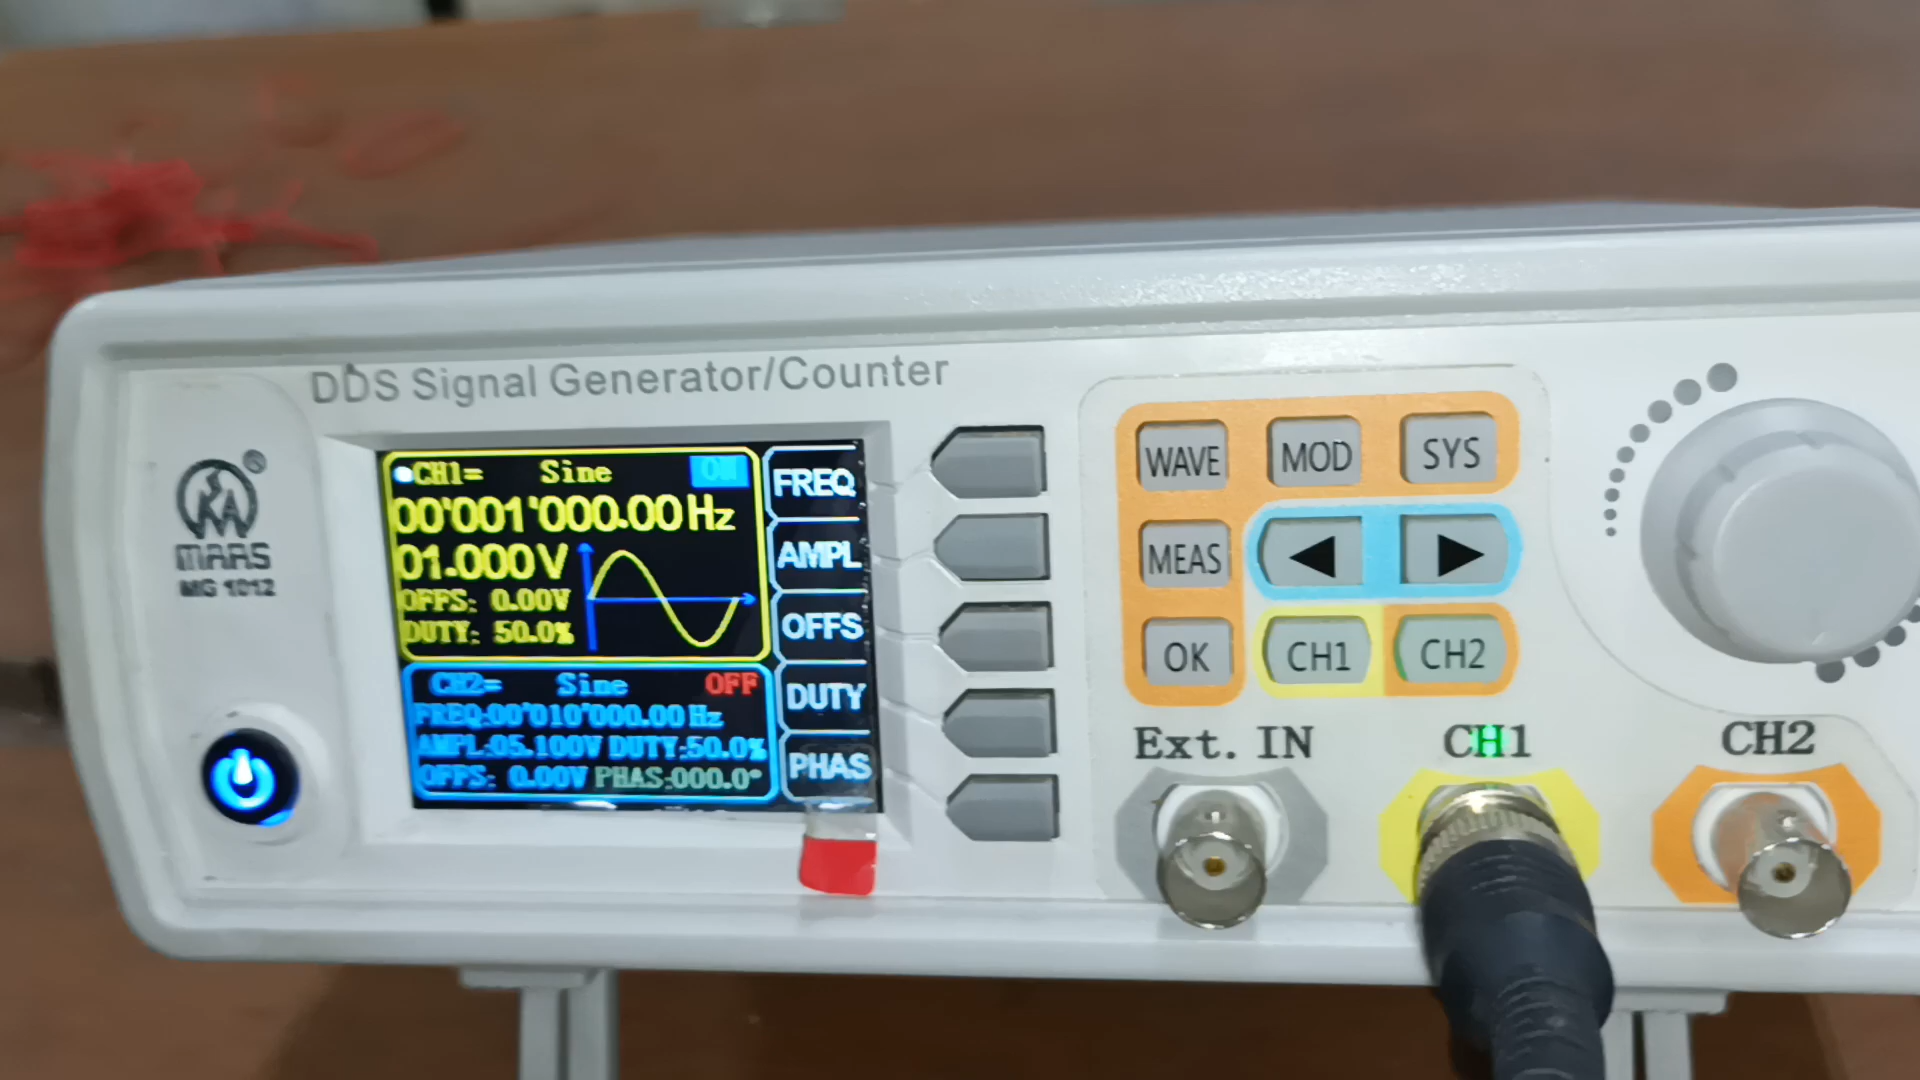 DDS Signal Generator/Counter
®
MARS
MG 1012
CH1= Sine ON
00'001'000.00Hz
01.000V
OFFS: 0.00V
DUTY: 50.0%
CH2= Sine OFF
FREQ:00'010'000.00Hz
AMPL:05.100V DUTY:50.0%
OFFS: 0.00V PHAS:000.0°
FREQ
AMPL
OFFS
DUTY
PHAS
WAVE MOD SYS
MEAS
OK CH1 CH2
Ext. IN CH1 CH2